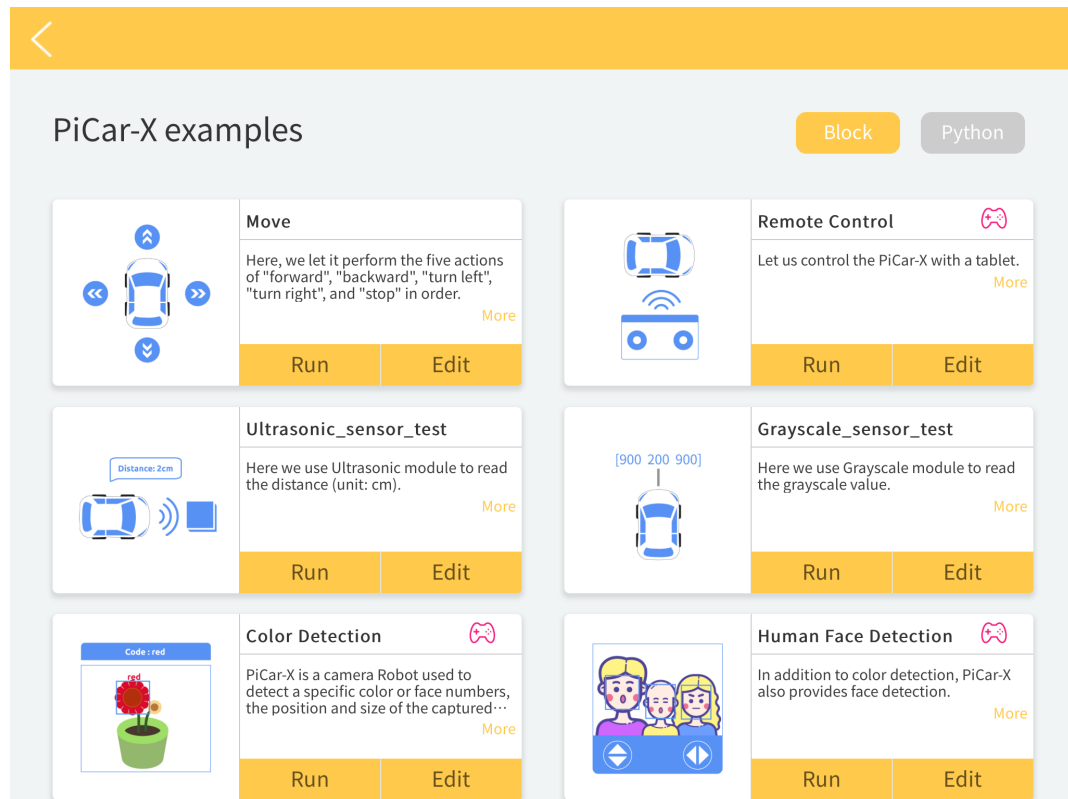 PiCar-X examples
Block
Python
Move
Here, we let it perform the five actions
of "forward", "backward", "turn left",
"turn right", and "stop" in order.
More
Run
Edit
Remote Control
Let us control the PiCar-X with a tablet.
More
Run
Edit
Distance: 2cm
Ultrasonic_sensor_test
Here we use Ultrasonic module to read
the distance (unit: cm).
More
Run
Edit
[900 200 900]
Grayscale_sensor_test
Here we use Grayscale module to read
the grayscale value.
More
Run
Edit
Code : red
red
Color Detection
PiCar-X is a camera Robot used to
detect a specific color or face numbers,
the position and size of the captured…
More
Run
Edit
Human Face Detection
In addition to color detection, PiCar-X
also provides face detection.
More
Run
Edit